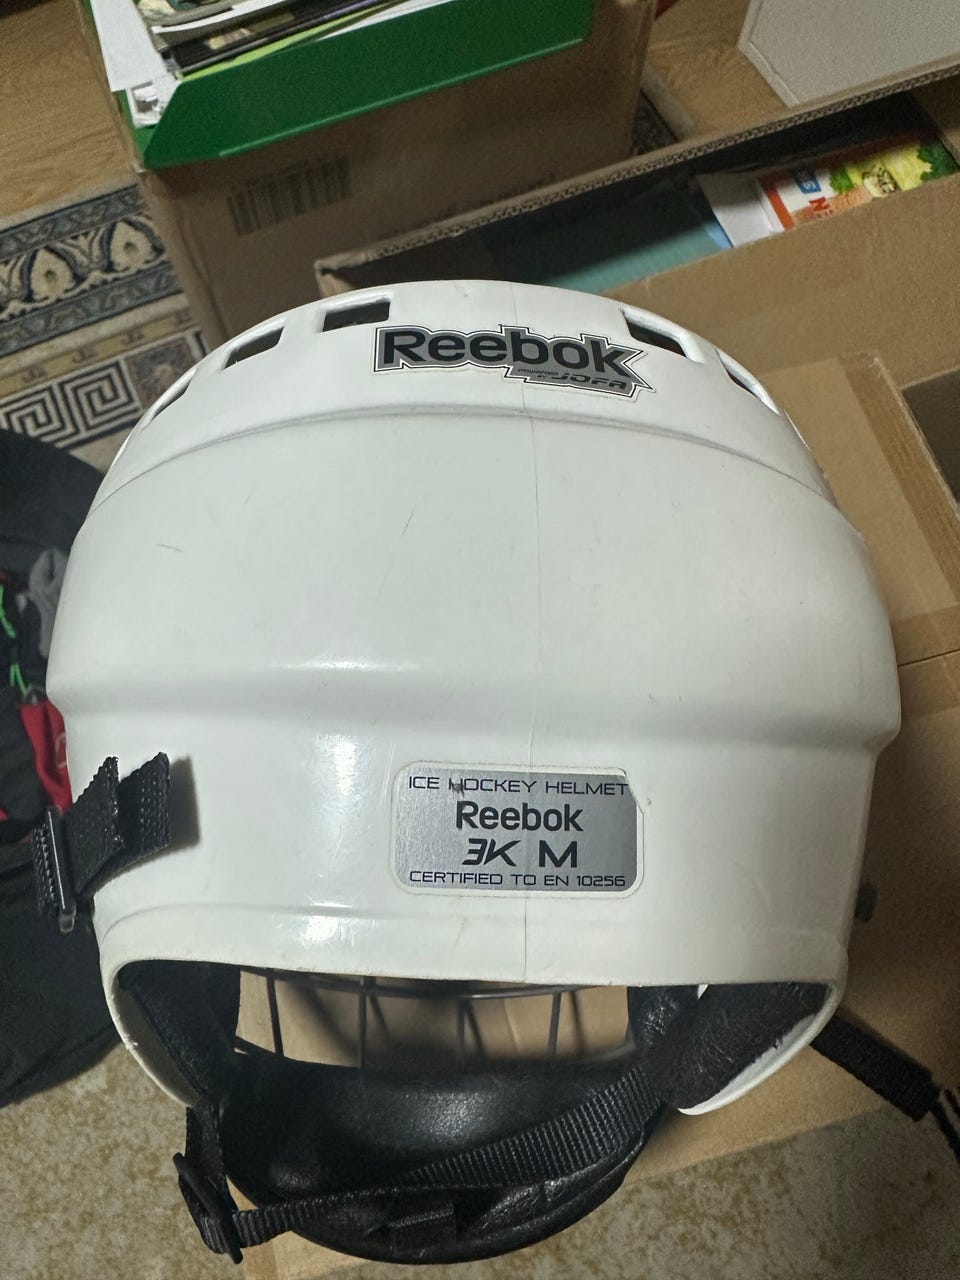 Reebok
POWERED
BY JOFA
ICE HOCKEY HELMET
Reebok
3K M
CERTIFIED TO EN 10256